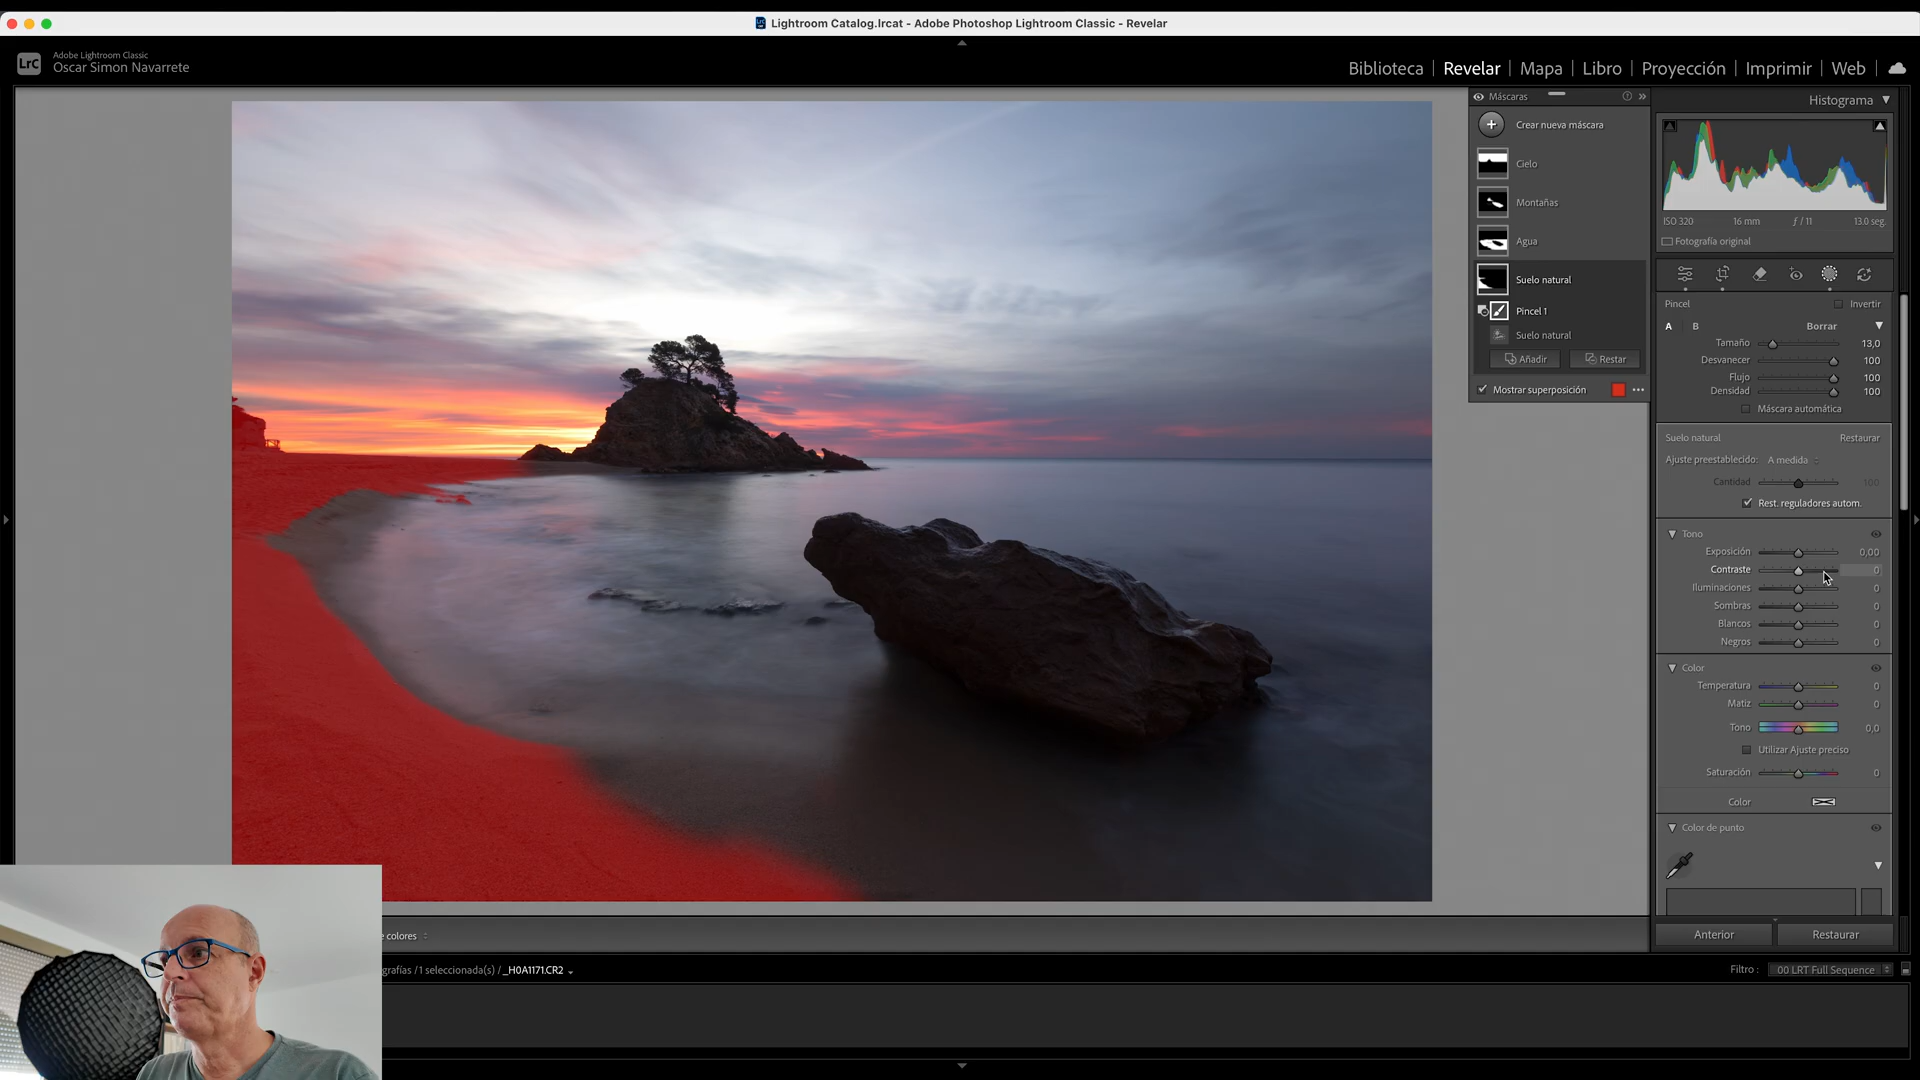 Lightroom Catalog.lrcat - Adobe Photoshop Lightroom Classic - Revelar
LrC
Adobe Lightroom Classic
Oscar Simon Navarrete
Biblioteca | Revelar | Mapa | Libro | Proyección | Imprimir | Web |
Máscaras
Crear nueva máscara
Cielo
Montañas
Agua
Suelo natural
Pincel 1
Suelo natural
Añadir
Restar
Mostrar superposición
Histograma
ISO 320 16 mm ƒ / 11 13.0 seg.
Fotografía original
Pincel Invertir
A B Borrar
Tamaño 13,0
Desvanecer 100
Flujo 100
Densidad 100
Máscara automática
Suelo natural Restaurar
Ajuste preestablecido: A medida
Cantidad 100
Rest. reguladores autom.
Tono
Exposición 0,00
Contraste 0
Iluminaciones 0
Sombras 0
Blancos 0
Negros 0
Color
Temperatura 0
Matiz 0
Tono 0,0
Utilizar Ajuste preciso
Saturación 0
Color
Color de punto
Anterior Restaurar
e colores
grafías / 1 seleccionada(s) / _H0A1171.CR2
Filtro : 00 LRT Full Sequence